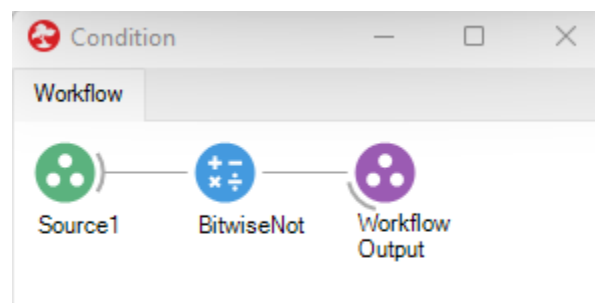 Condition
Workflow
Source1
BitwiseNot
Workflow
Output